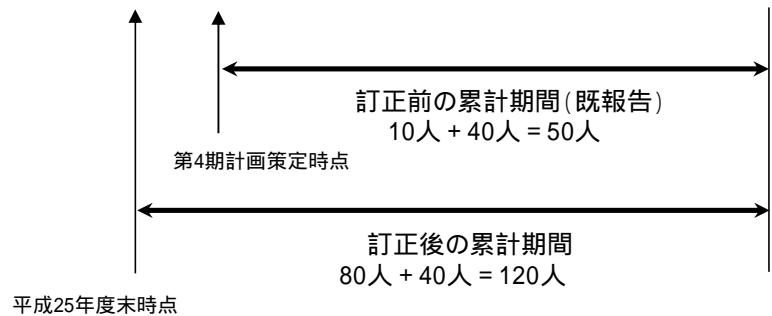 訂正前の累計期間(既報告)
10人 + 40人 = 50人
第4期計画策定時点
訂正後の累計期間
80人 + 40人 = 120人
平成25年度末時点